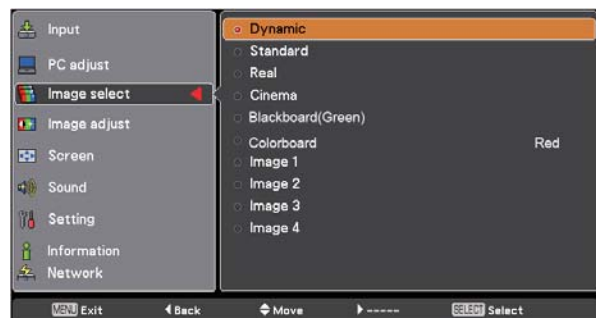 Input
PC adjust
Image select
Image adjust
Screen
Sound
Setting
Information
Network
Dynamic
Standard
Real
Cinema
Blackboard(Green)
Colorboard Red
Image 1
Image 2
Image 3
Image 4
MENU Exit Back Move ----- SELECT Select